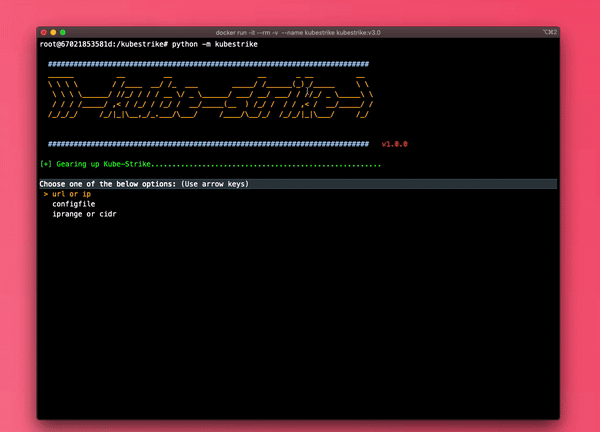 docker run -it --rm -v --name kubestrike kubestrike:v3.0
⌥⌘2
root@67021853581d:/kubestrike# python -m kubestrike
###########################################################################
Kube-Strike
########################################################################### v1.0.0
[+] Gearing up Kube-Strike......................................................
Choose one of the below options: (Use arrow keys)
> url or ip
configfile
iprange or cidr